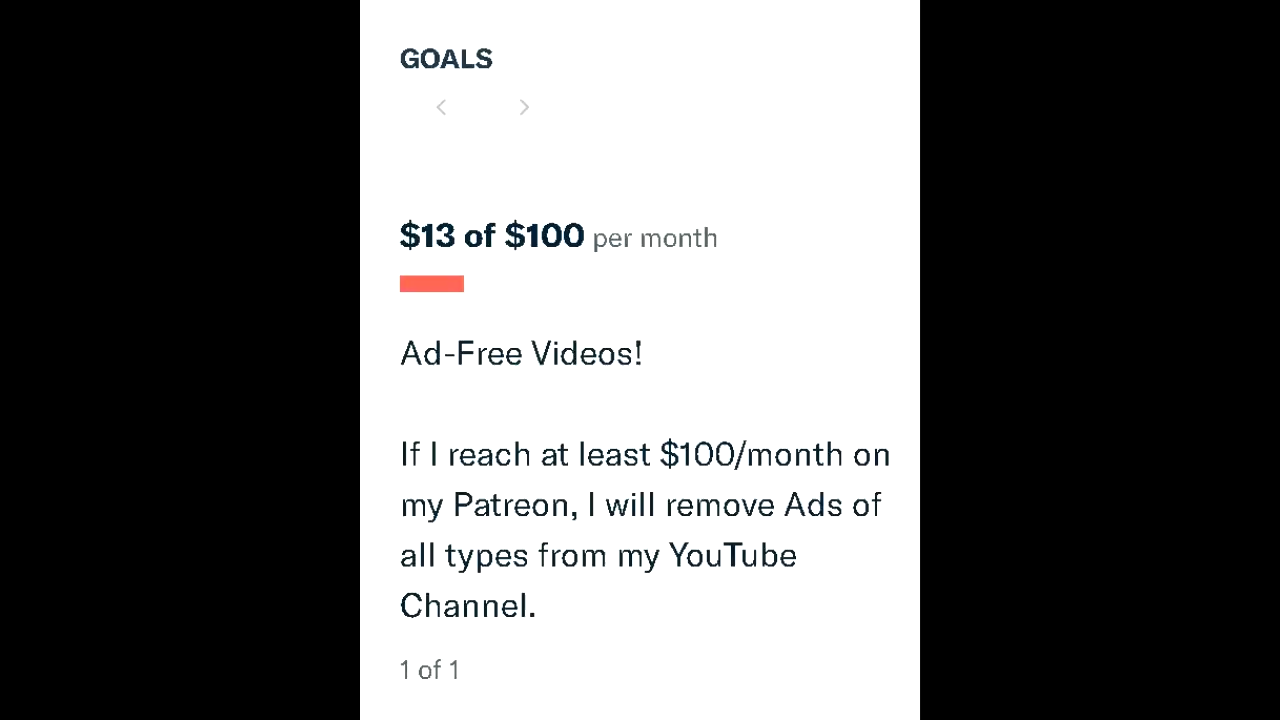 GOALS
$13 of $100 per month
Ad-Free Videos!
If I reach at least $100/month on
my Patreon, I will remove Ads of
all types from my YouTube
Channel.
1 of 1